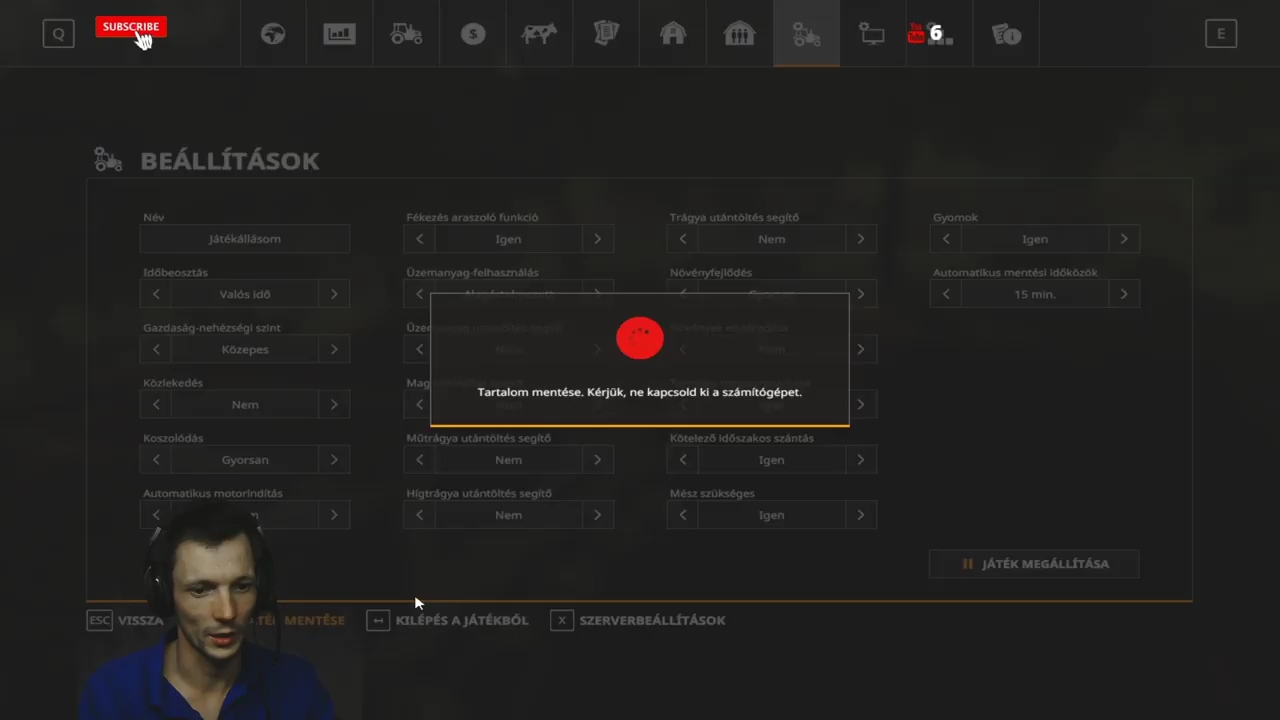 Q
SUBSCRIBE
$
You Tube 6
E
BEÁLLÍTÁSOK
Név
Játékállásom
Időbeosztás
Valós idő
Gazdaság-nehézségi szint
Közepes
Közlekedés
Nem
Koszolódás
Gyorsan
Automatikus motorindítás
Fékezés araszoló funkció
Igen
Üzemanyag-felhasználás
Műtrágya utántöltés segítő
Nem
Hígtrágya utántöltés segítő
Nem
Trágya utántöltés segítő
Nem
Növényfejlődés
Kötelező időszakos szántás
Igen
Mész szükséges
Igen
Gyomok
Igen
Automatikus mentési időközök
15 min.
Tartalom mentése. Kérjük, ne kapcsold ki a számítógépet.
JÁTÉK MEGÁLLÍTÁSA
ESC VISSZA MENTÉSE KILÉPÉS A JÁTÉKBÓL X SZERVERBEÁLLÍTÁSOK